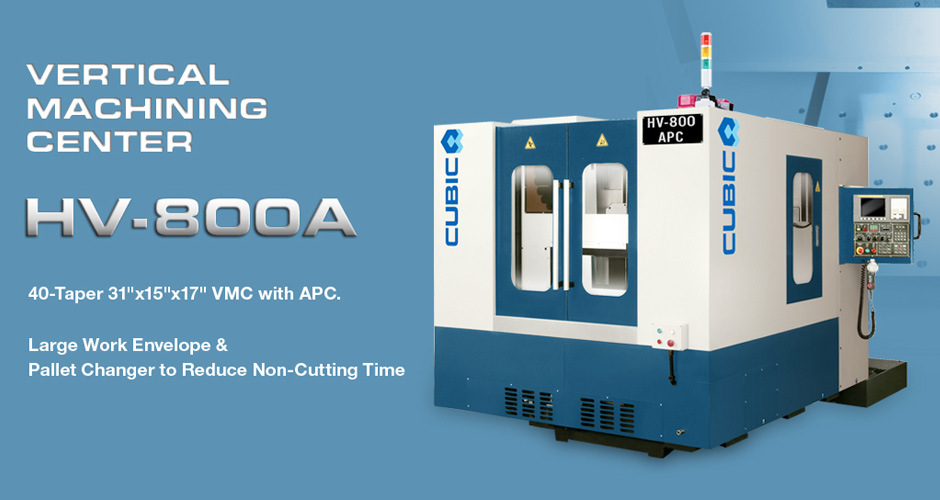 VERTICAL
MACHINING
CENTER
HV-800A
40-Taper 31"x15"x17" VMC with APC.
Large Work Envelope &
Pallet Changer to Reduce Non-Cutting Time
CUBIC
HV-800
APC
CUBIC